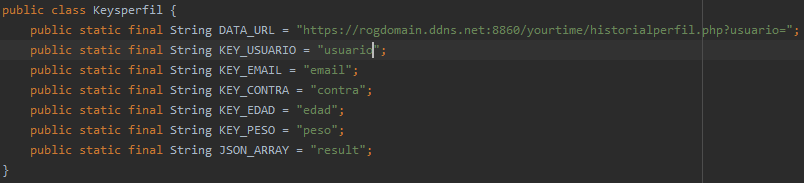 public class Keysperfil {
public static final String DATA_URL = "https://rogdomain.ddns.net:8860/yourtime/historialperfil.php?usuario=";
public static final String KEY_USUARIO = "usuario";
public static final String KEY_EMAIL = "email";
public static final String KEY_CONTRA = "contra";
public static final String KEY_EDAD = "edad";
public static final String KEY_PESO = "peso";
public static final String JSON_ARRAY = "result";
}